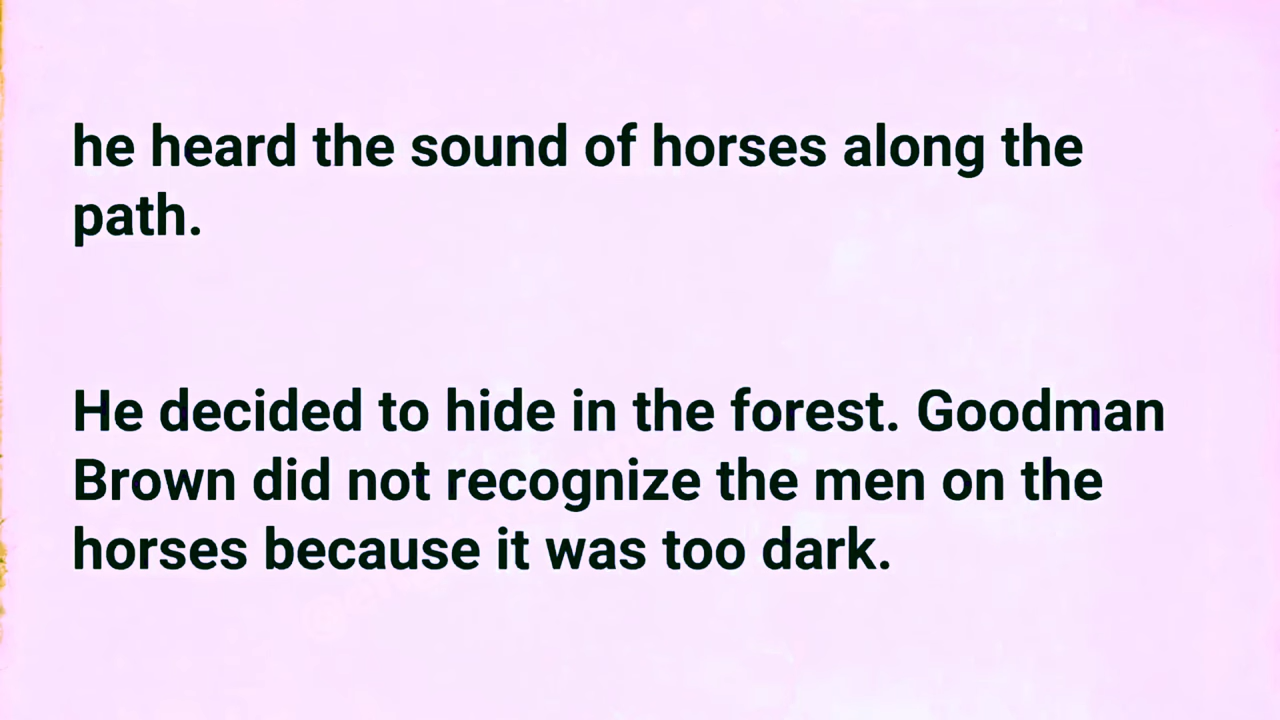 he heard the sound of horses along the
path.
He decided to hide in the forest. Goodman
Brown did not recognize the men on the
horses because it was too dark.